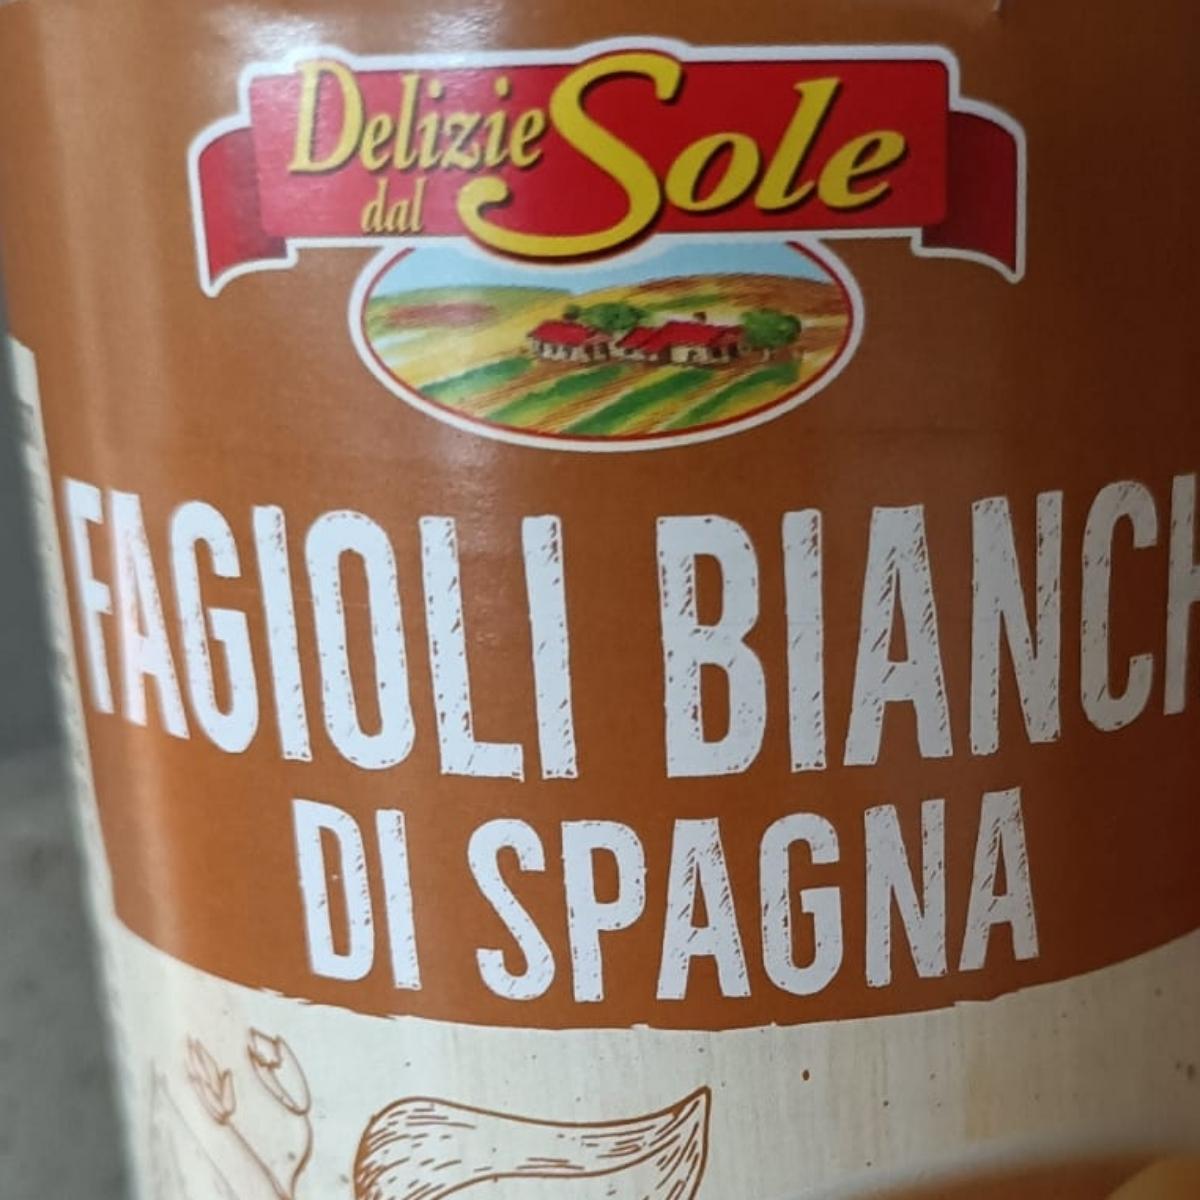 Delizie
dal Sole
FAGIOLI BIANCH
DI SPAGNA